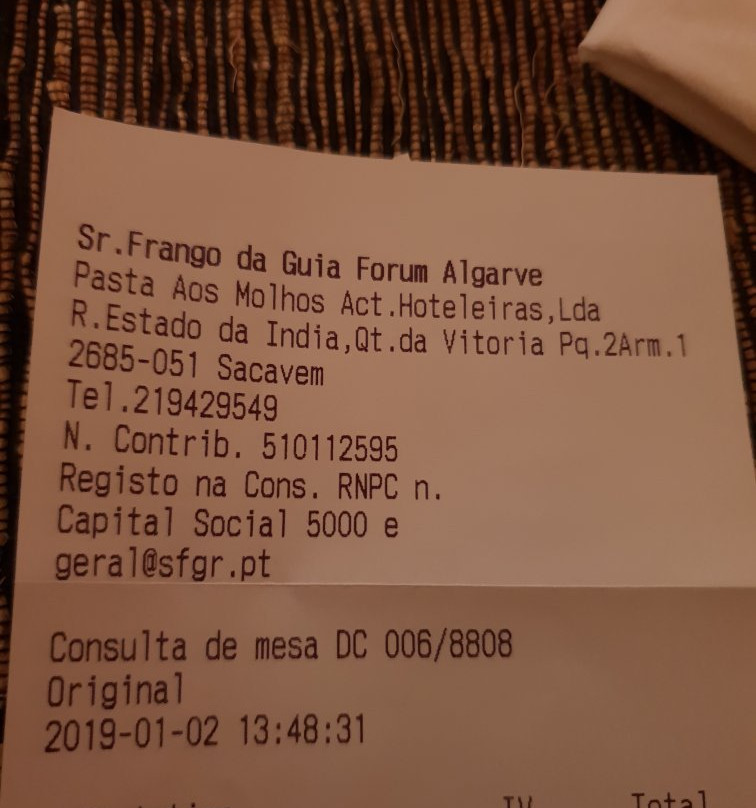 Sr.Frango da Guia Forum Algarve
Pasta Aos Molhos Act.Hoteleiras,Lda
R.Estado da India,Qt.da Vitoria Pq.2Arm.1
2685-051 Sacavem
Tel.219429549
N. Contrib. 510112595
Registo na Cons. RNPC n.
Capital Social 5000 e
geral@sfgr.pt
Consulta de mesa DC 006/8808
Original
2019-01-02 13:48:31
Total